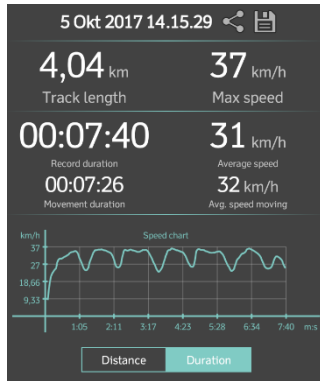 5 Okt 2017 14.15.29
4,04 km 37 km/h
Track length Max speed
00:07:40 31 km/h
Record duration Average speed
00:07:26 32 km/h
Movement duration Avg. speed moving
km/h Speed chart
37
27
18,66
9,33
1:05 2:11 3:17 4:23 5:28 6:34 7:40 m:s
Distance Duration